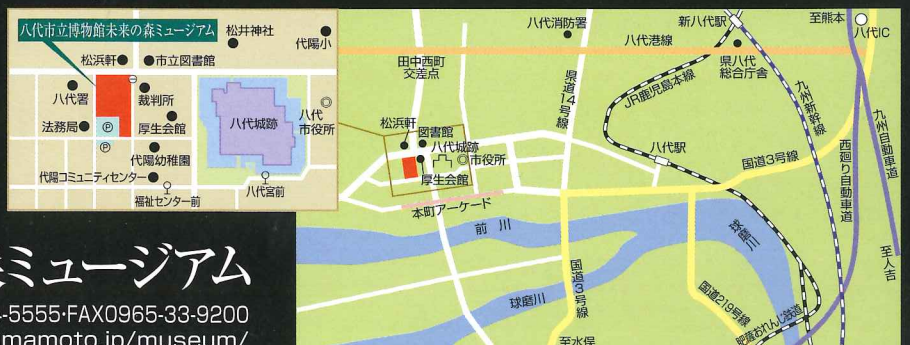 八代市立博物館未来の森ミュージアム
松井神社
代陽小
松浜軒
市立図書館
八代署
裁判所
法務局
Ⓟ
厚生会館
Ⓟ
八代城跡
八代
市役所
代陽幼稚園
代陽コミュニティセンター
福祉センター前
八代宮前
八代消防署
新八代駅
至熊本
八代IC
八代港線
田中西町
交差点
県八代
総合庁舎
県道14号線
JR鹿児島本線
九州新幹線
九州自動車道
松浜軒
図書館
八代城跡
市役所
厚生会館
八代駅
国道3号線
西廻り自動車道
本町アーケード
前川
球磨川
至人吉
球磨川
国道3号線
国道219号線
肥薩おれんじ鉄道
至水俣
ミュージアム
-5555・FAX0965-33-9200
mamoto.jp/museum/